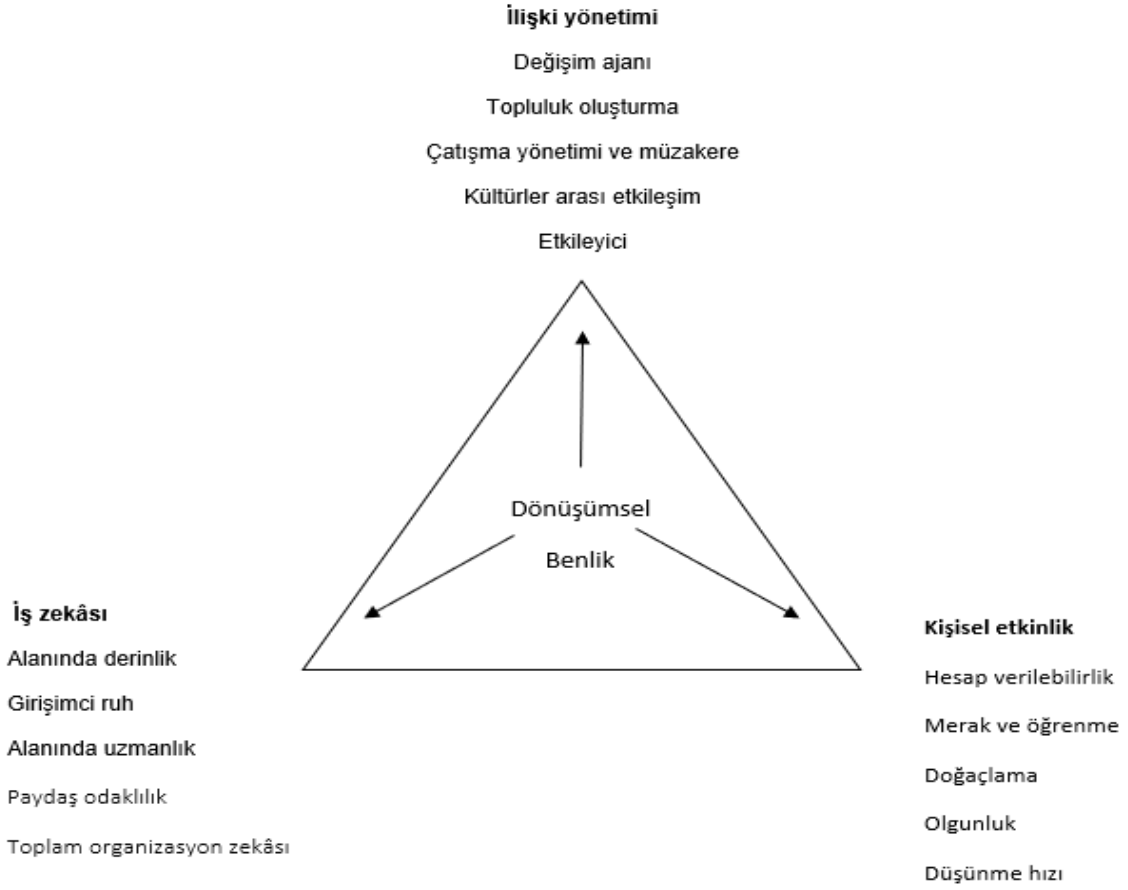 İlişki yönetimi
Değişim ajanı
Topluluk oluşturma
Çatışma yönetimi ve müzakere
Kültürler arası etkileşim
Etkileyici
Dönüşümsel
Benlik
İş zekâsı
Alanında derinlik
Girişimci ruh
Alanında uzmanlık
Paydaş odaklılık
Toplam organizasyon zekâsı
Kişisel etkinlik
Hesap verilebilirlik
Merak ve öğrenme
Doğaçlama
Olgunluk
Düşünme hızı